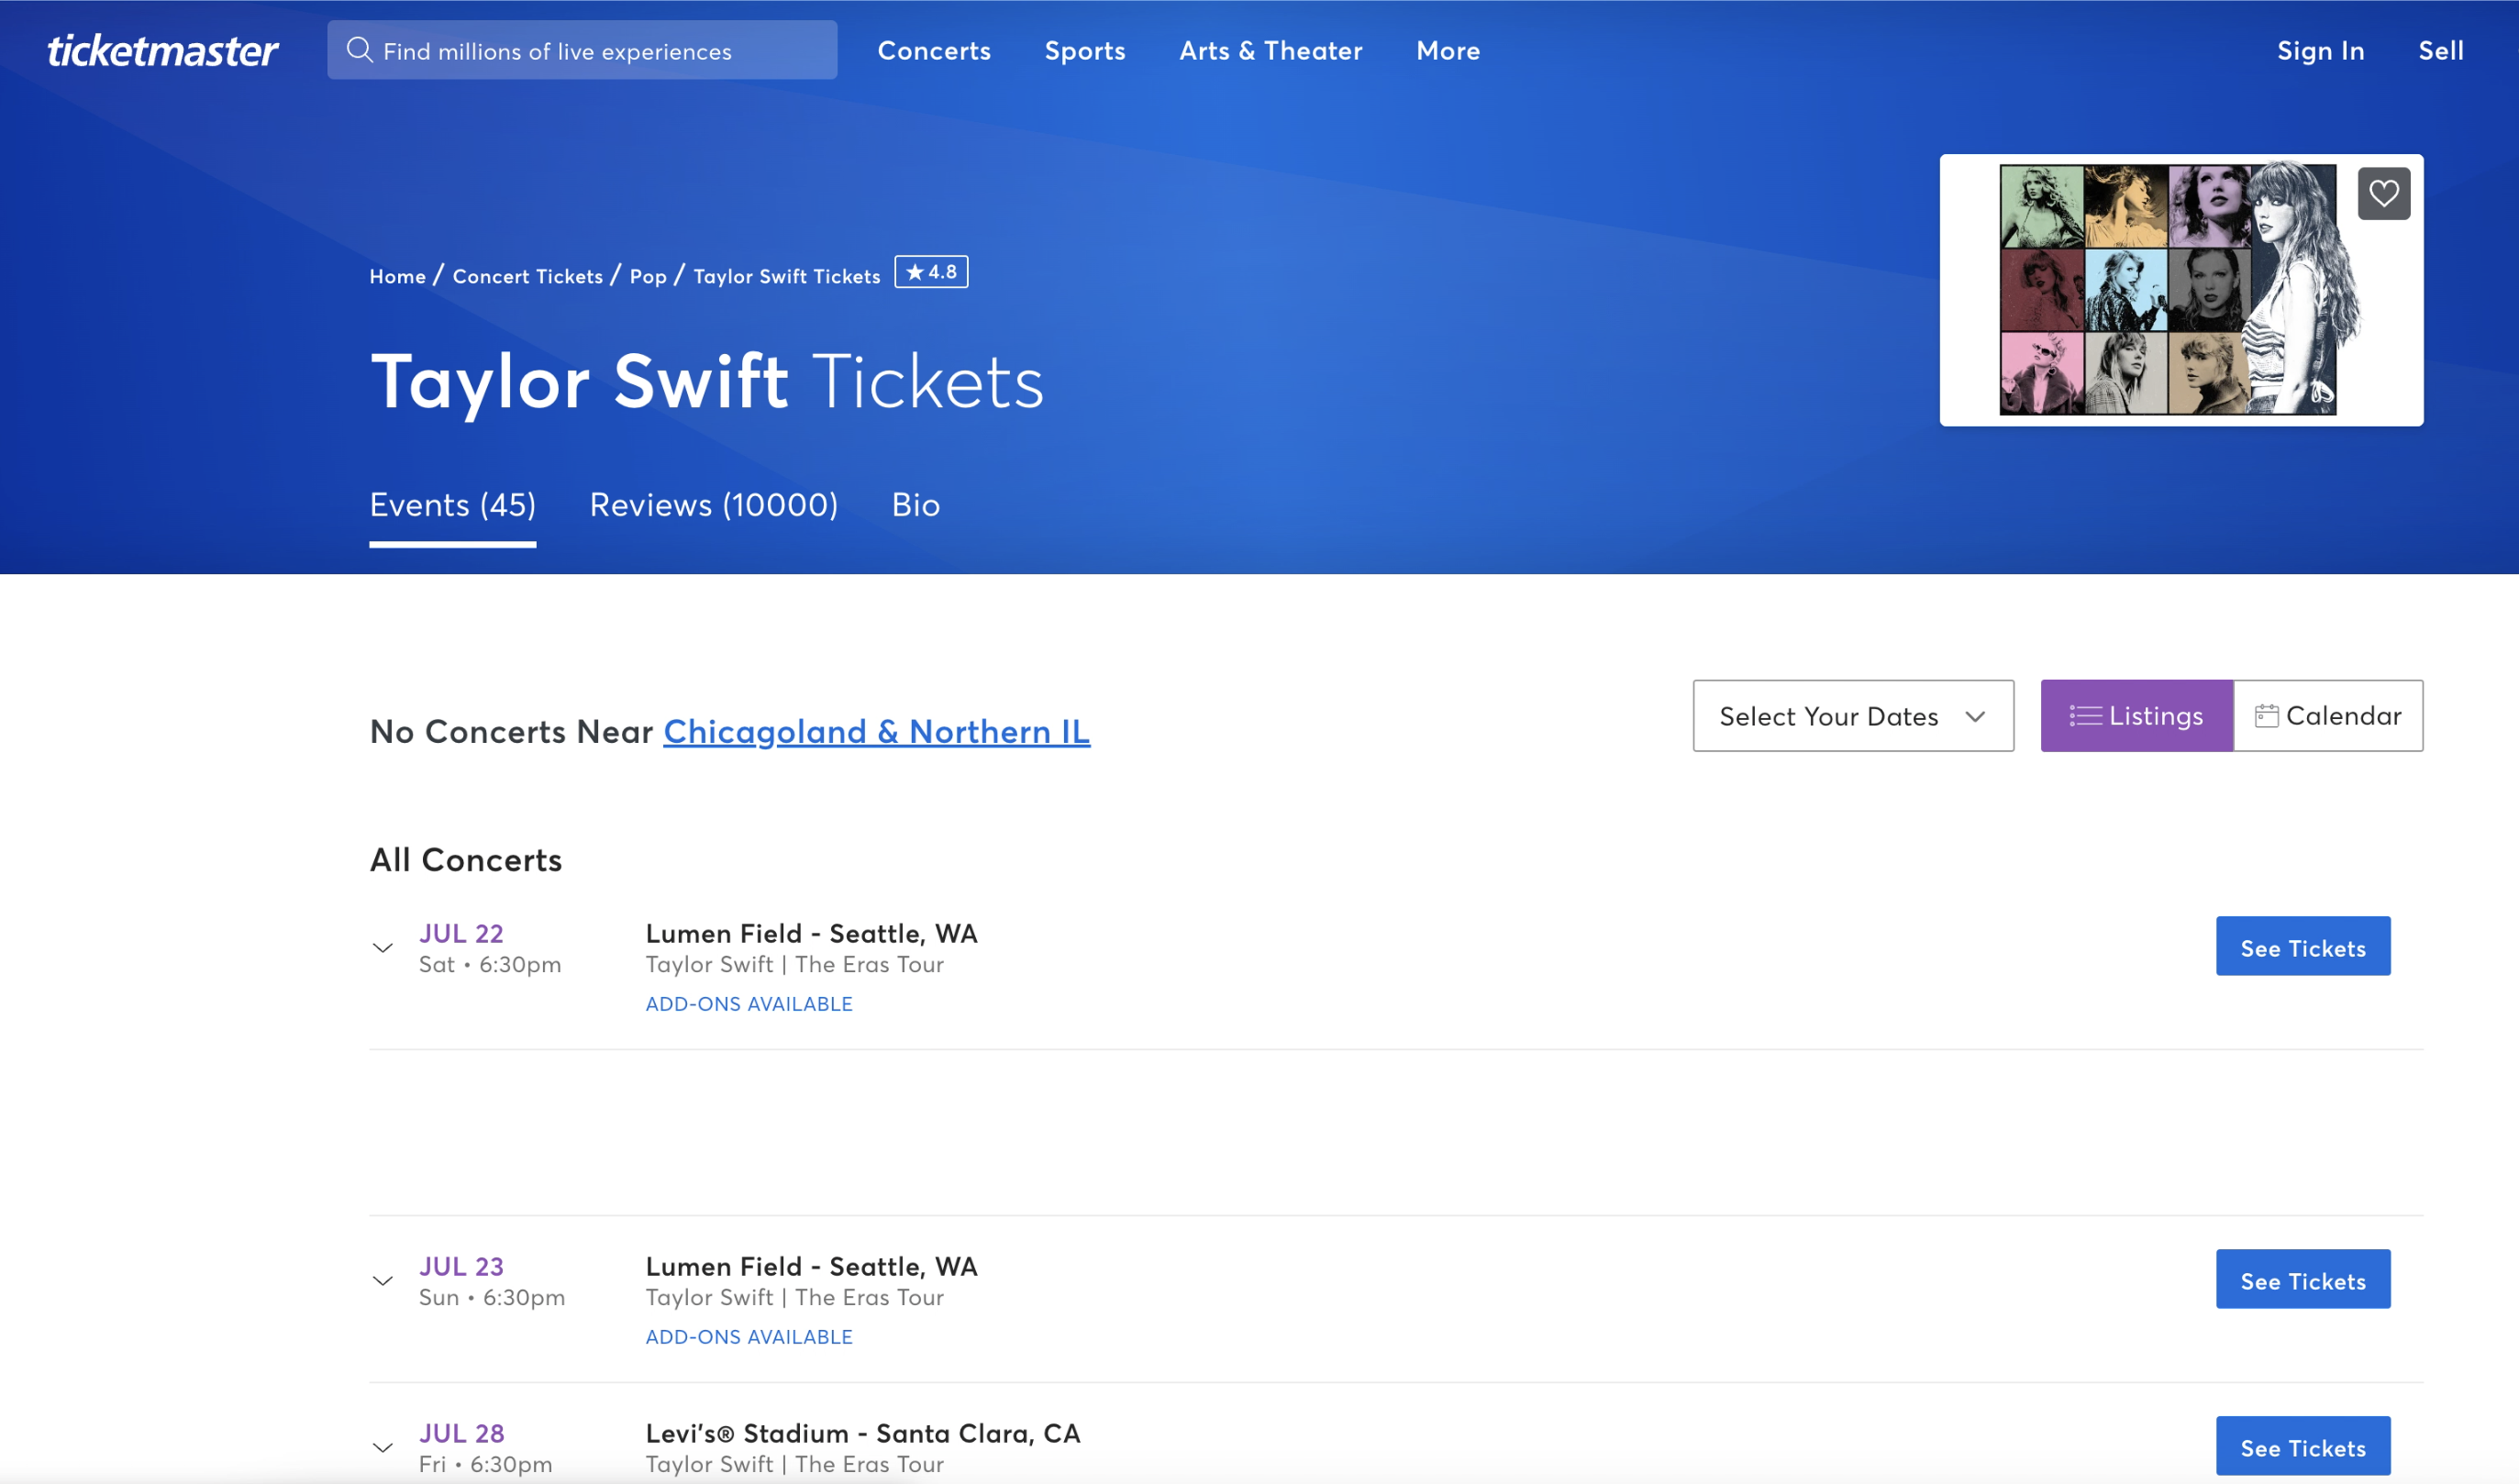 ticketmaster
Find millions of live experiences
Concerts
Sports
Arts & Theater
More
Sign In
Sell
Home / Concert Tickets / Pop / Taylor Swift Tickets
★ 4.8
Taylor Swift Tickets
Events (45)
Reviews (10000)
Bio
No Concerts Near Chicagoland & Northern IL
Select Your Dates
Listings
Calendar
All Concerts
JUL 22
Sat • 6:30pm
Lumen Field - Seattle, WA
Taylor Swift | The Eras Tour
ADD-ONS AVAILABLE
See Tickets
JUL 23
Sun • 6:30pm
Lumen Field - Seattle, WA
Taylor Swift | The Eras Tour
ADD-ONS AVAILABLE
See Tickets
JUL 28
Fri • 6:30pm
Levi's® Stadium - Santa Clara, CA
Taylor Swift | The Eras Tour
See Tickets